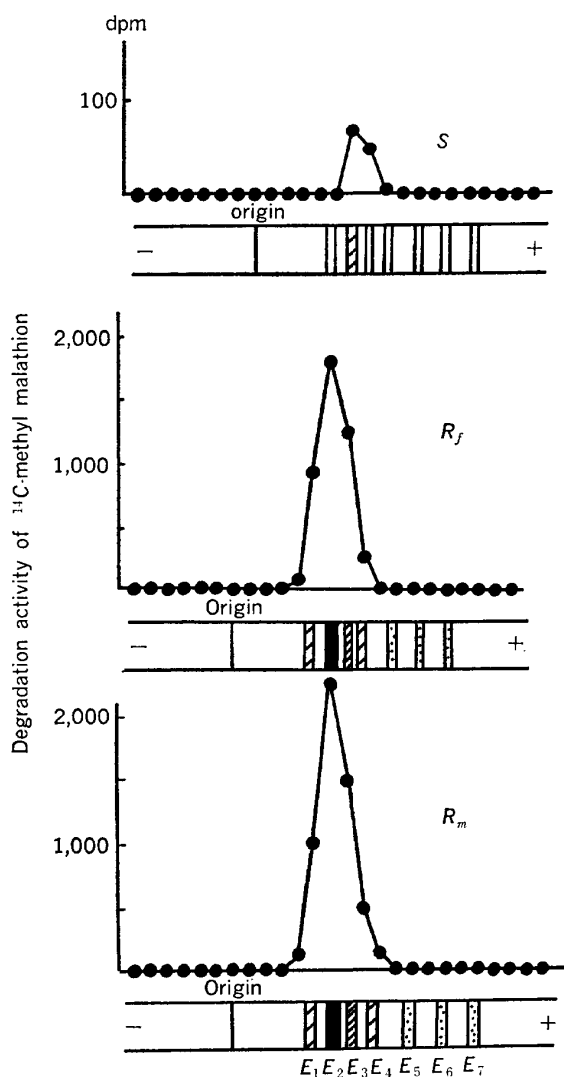 dpm
100
S
origin
− +
2,000
1,000
R_f
Origin
− +
2,000
1,000
R_m
Origin
− +
E₁ E₂ E₃ E₄ E₅ E₆ E₇
Degradation activity of ¹⁴C-methyl malathion